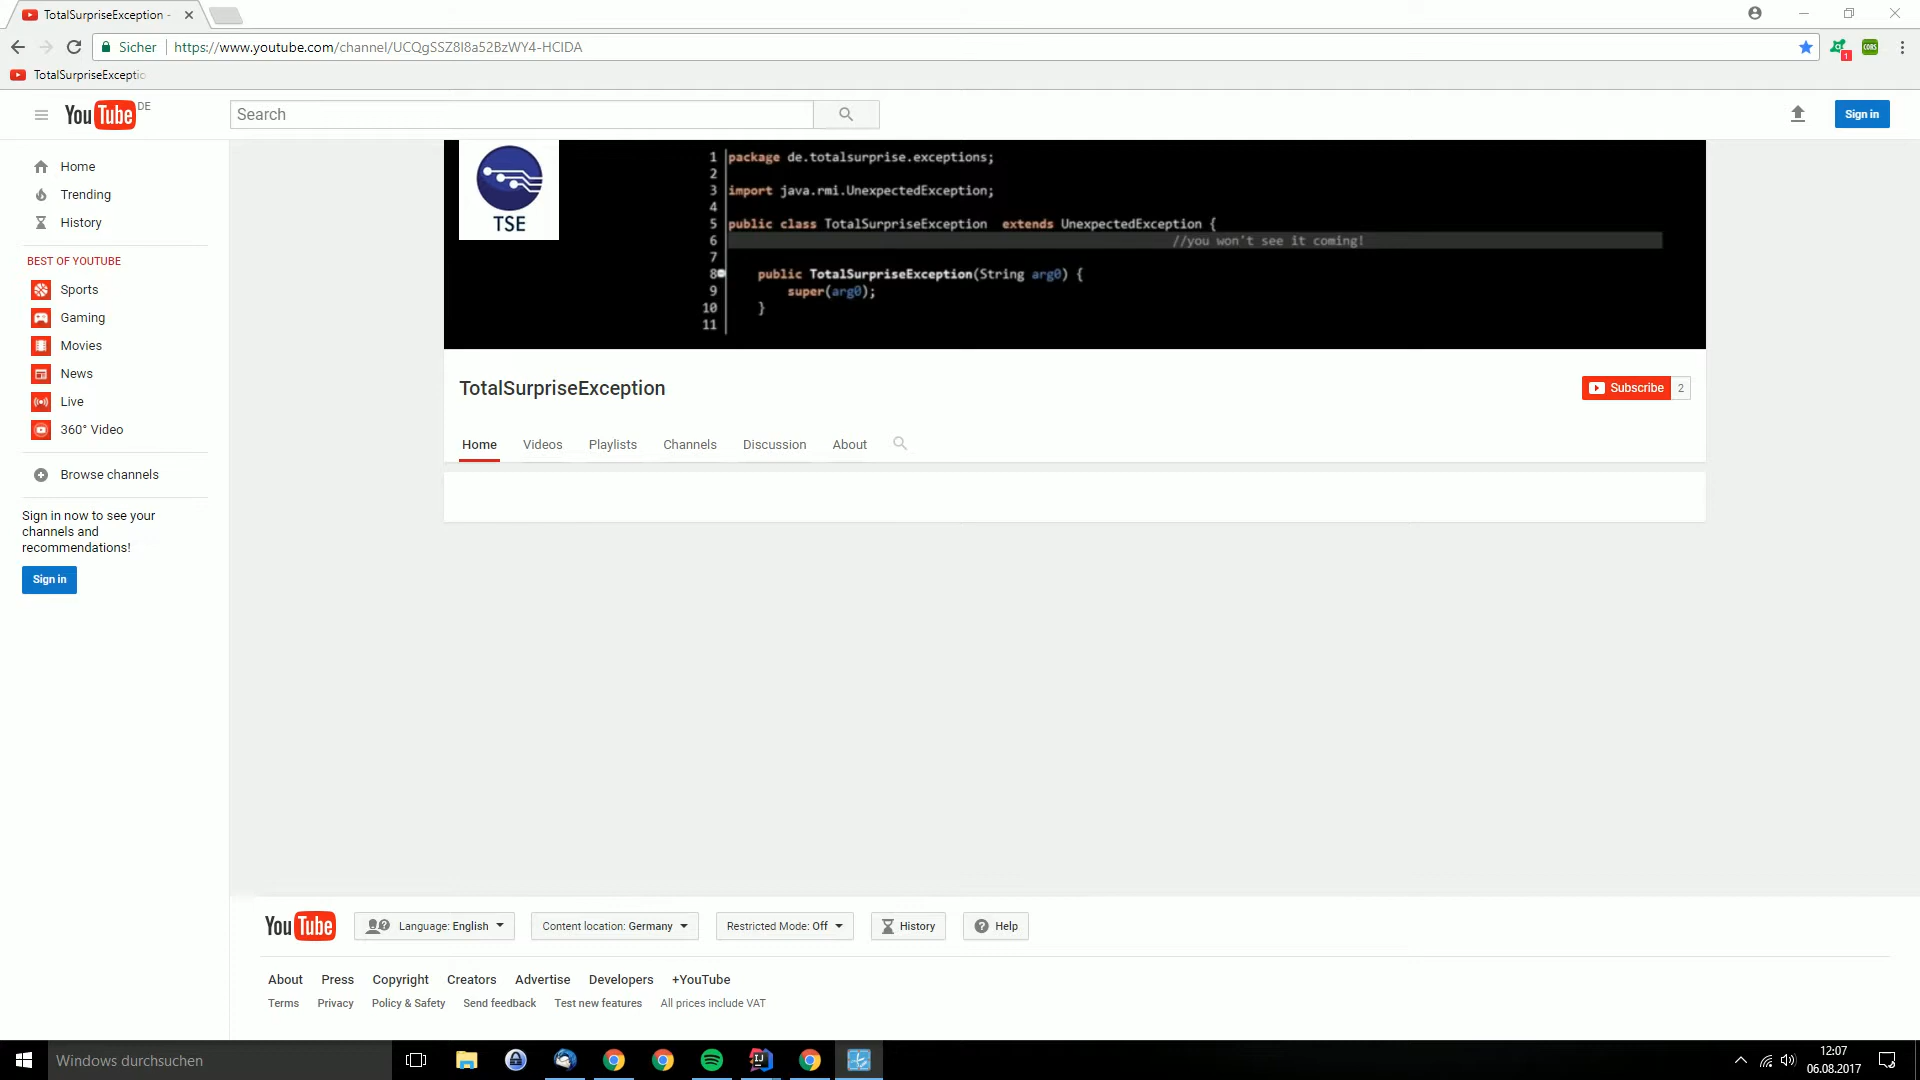 TotalSurpriseException -
Sicher https://www.youtube.com/channel/UCQgSSZ8I8a52BzWY4-HCIDA
1
CORS
TotalSurpriseExceptio
YouTube DE
Search
Sign in
Home
Trending
History
BEST OF YOUTUBE
Sports
Gaming
Movies
News
Live
360° Video
Browse channels
Sign in now to see your
channels and
recommendations!
Sign in
TSE
1 package de.totalsurprise.exceptions;
2
3 import java.rmi.UnexpectedException;
4
5 public class TotalSurpriseException extends UnexpectedException {
6 //you won't see it coming!
7
8 public TotalSurpriseException(String arg0) {
9 super(arg0);
10 }
11
TotalSurpriseException
Subscribe 2
Home Videos Playlists Channels Discussion About
YouTube Language: English Content location: Germany Restricted Mode: Off History Help
About Press Copyright Creators Advertise Developers +YouTube
Terms Privacy Policy & Safety Send feedback Test new features All prices include VAT
Windows durchsuchen
IJ
12:07
06.08.2017